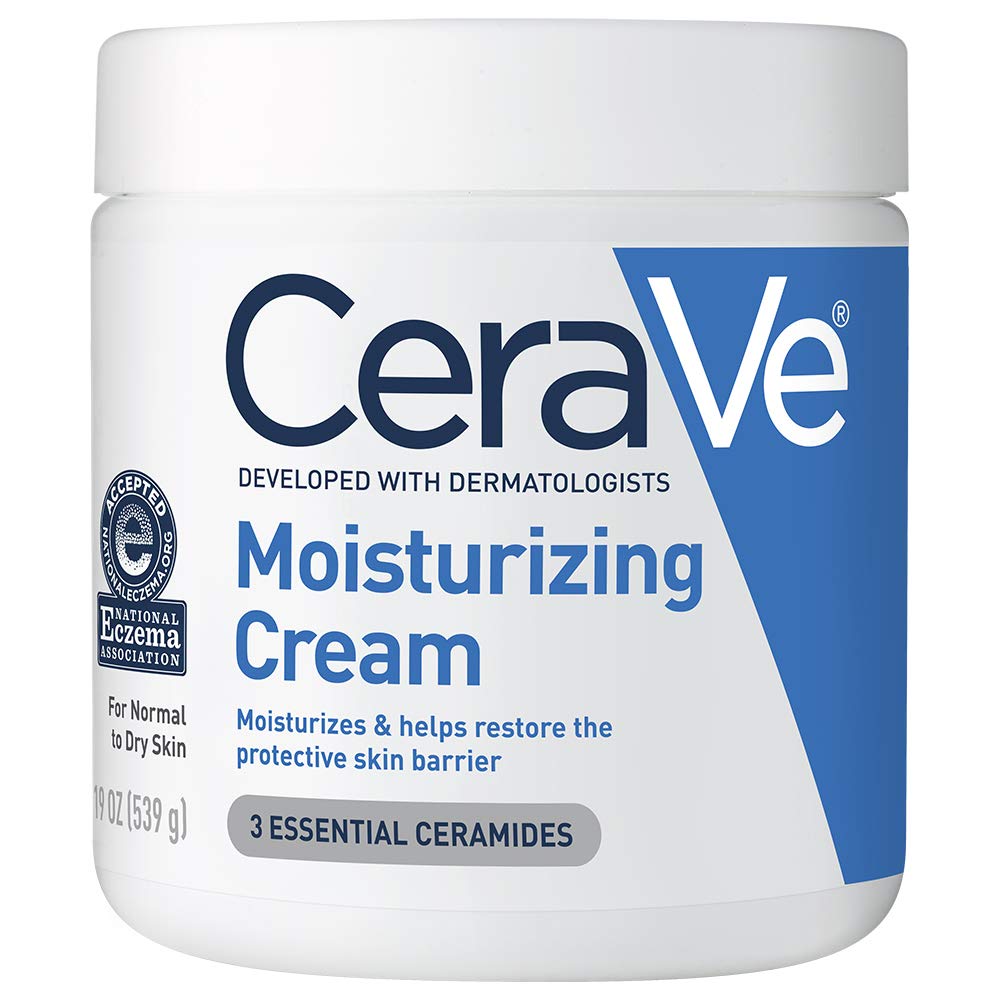 CeraVe®
DEVELOPED WITH DERMATOLOGISTS
Moisturizing
Cream
Moisturizes & helps restore the
protective skin barrier
3 ESSENTIAL CERAMIDES
ACCEPTED
NATIONALECZEMA.ORG
NATIONAL
Eczema
ASSOCIATION
For Normal
to Dry Skin
19 OZ (539 g)